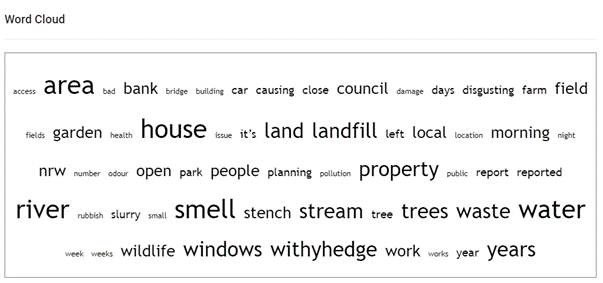 Word Cloud
access area bad bank bridge building car causing close council damage days disgusting farm field
fields garden health house issue it's land landfill left local location morning night
nrw number odour open park people planning pollution property public report reported
river rubbish slurry small smell stench stream tree trees waste water
week weeks wildlife windows withyhedge work works year years